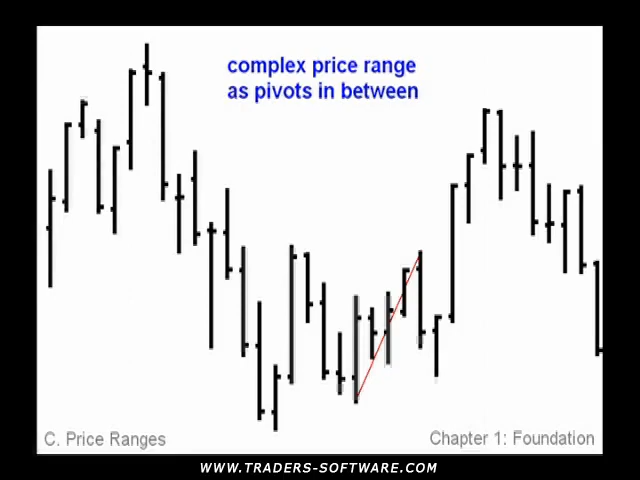 complex price range
as pivots in between
C. Price Ranges
Chapter 1: Foundation
WWW.TRADERS-SOFTWARE.COM